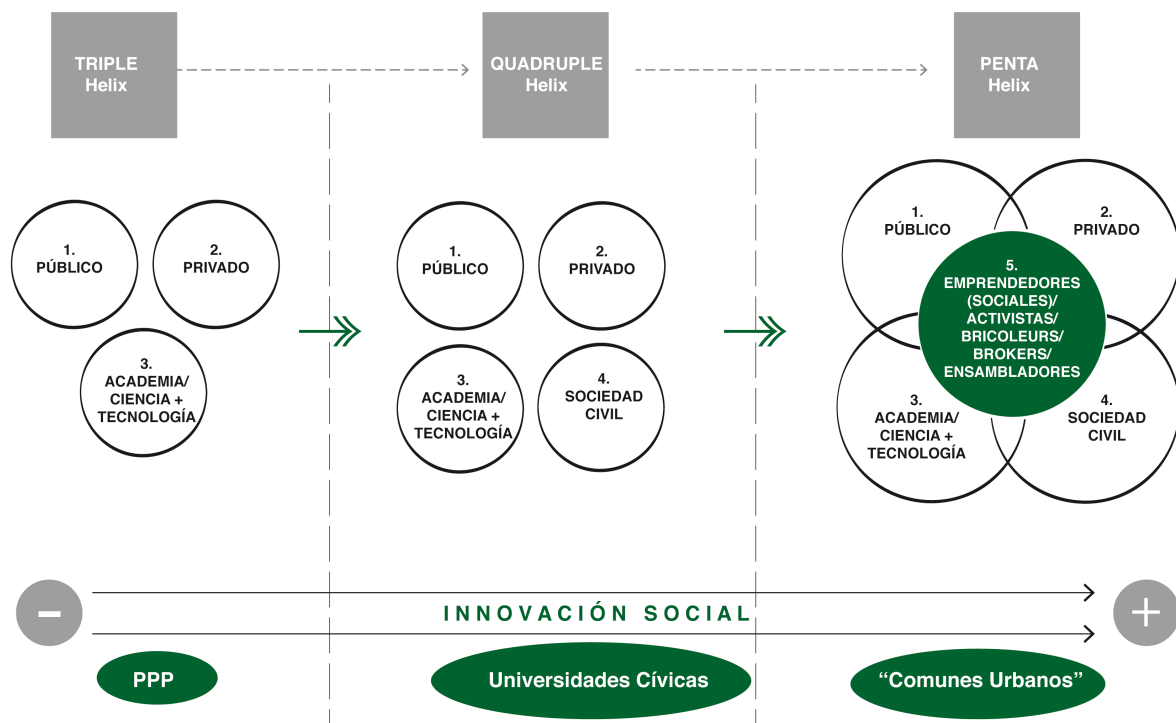 TRIPLE
Helix
QUADRUPLE
Helix
PENTA
Helix
1.
PÚBLICO
2.
PRIVADO
3.
ACADEMIA/
CIENCIA +
TECNOLOGÍA
1.
PÚBLICO
2.
PRIVADO
3.
ACADEMIA/
CIENCIA +
TECNOLOGÍA
4.
SOCIEDAD
CIVIL
1.
PÚBLICO
2.
PRIVADO
5.
EMPRENDEDORES
(SOCIALES)/
ACTIVISTAS/
BRICOLEURS/
BROKERS/
ENSAMBLADORES
3.
ACADEMIA/
CIENCIA +
TECNOLOGÍA
4.
SOCIEDAD
CIVIL
–
INNOVACIÓN SOCIAL
+
PPP
Universidades Cívicas
“Comunes Urbanos”